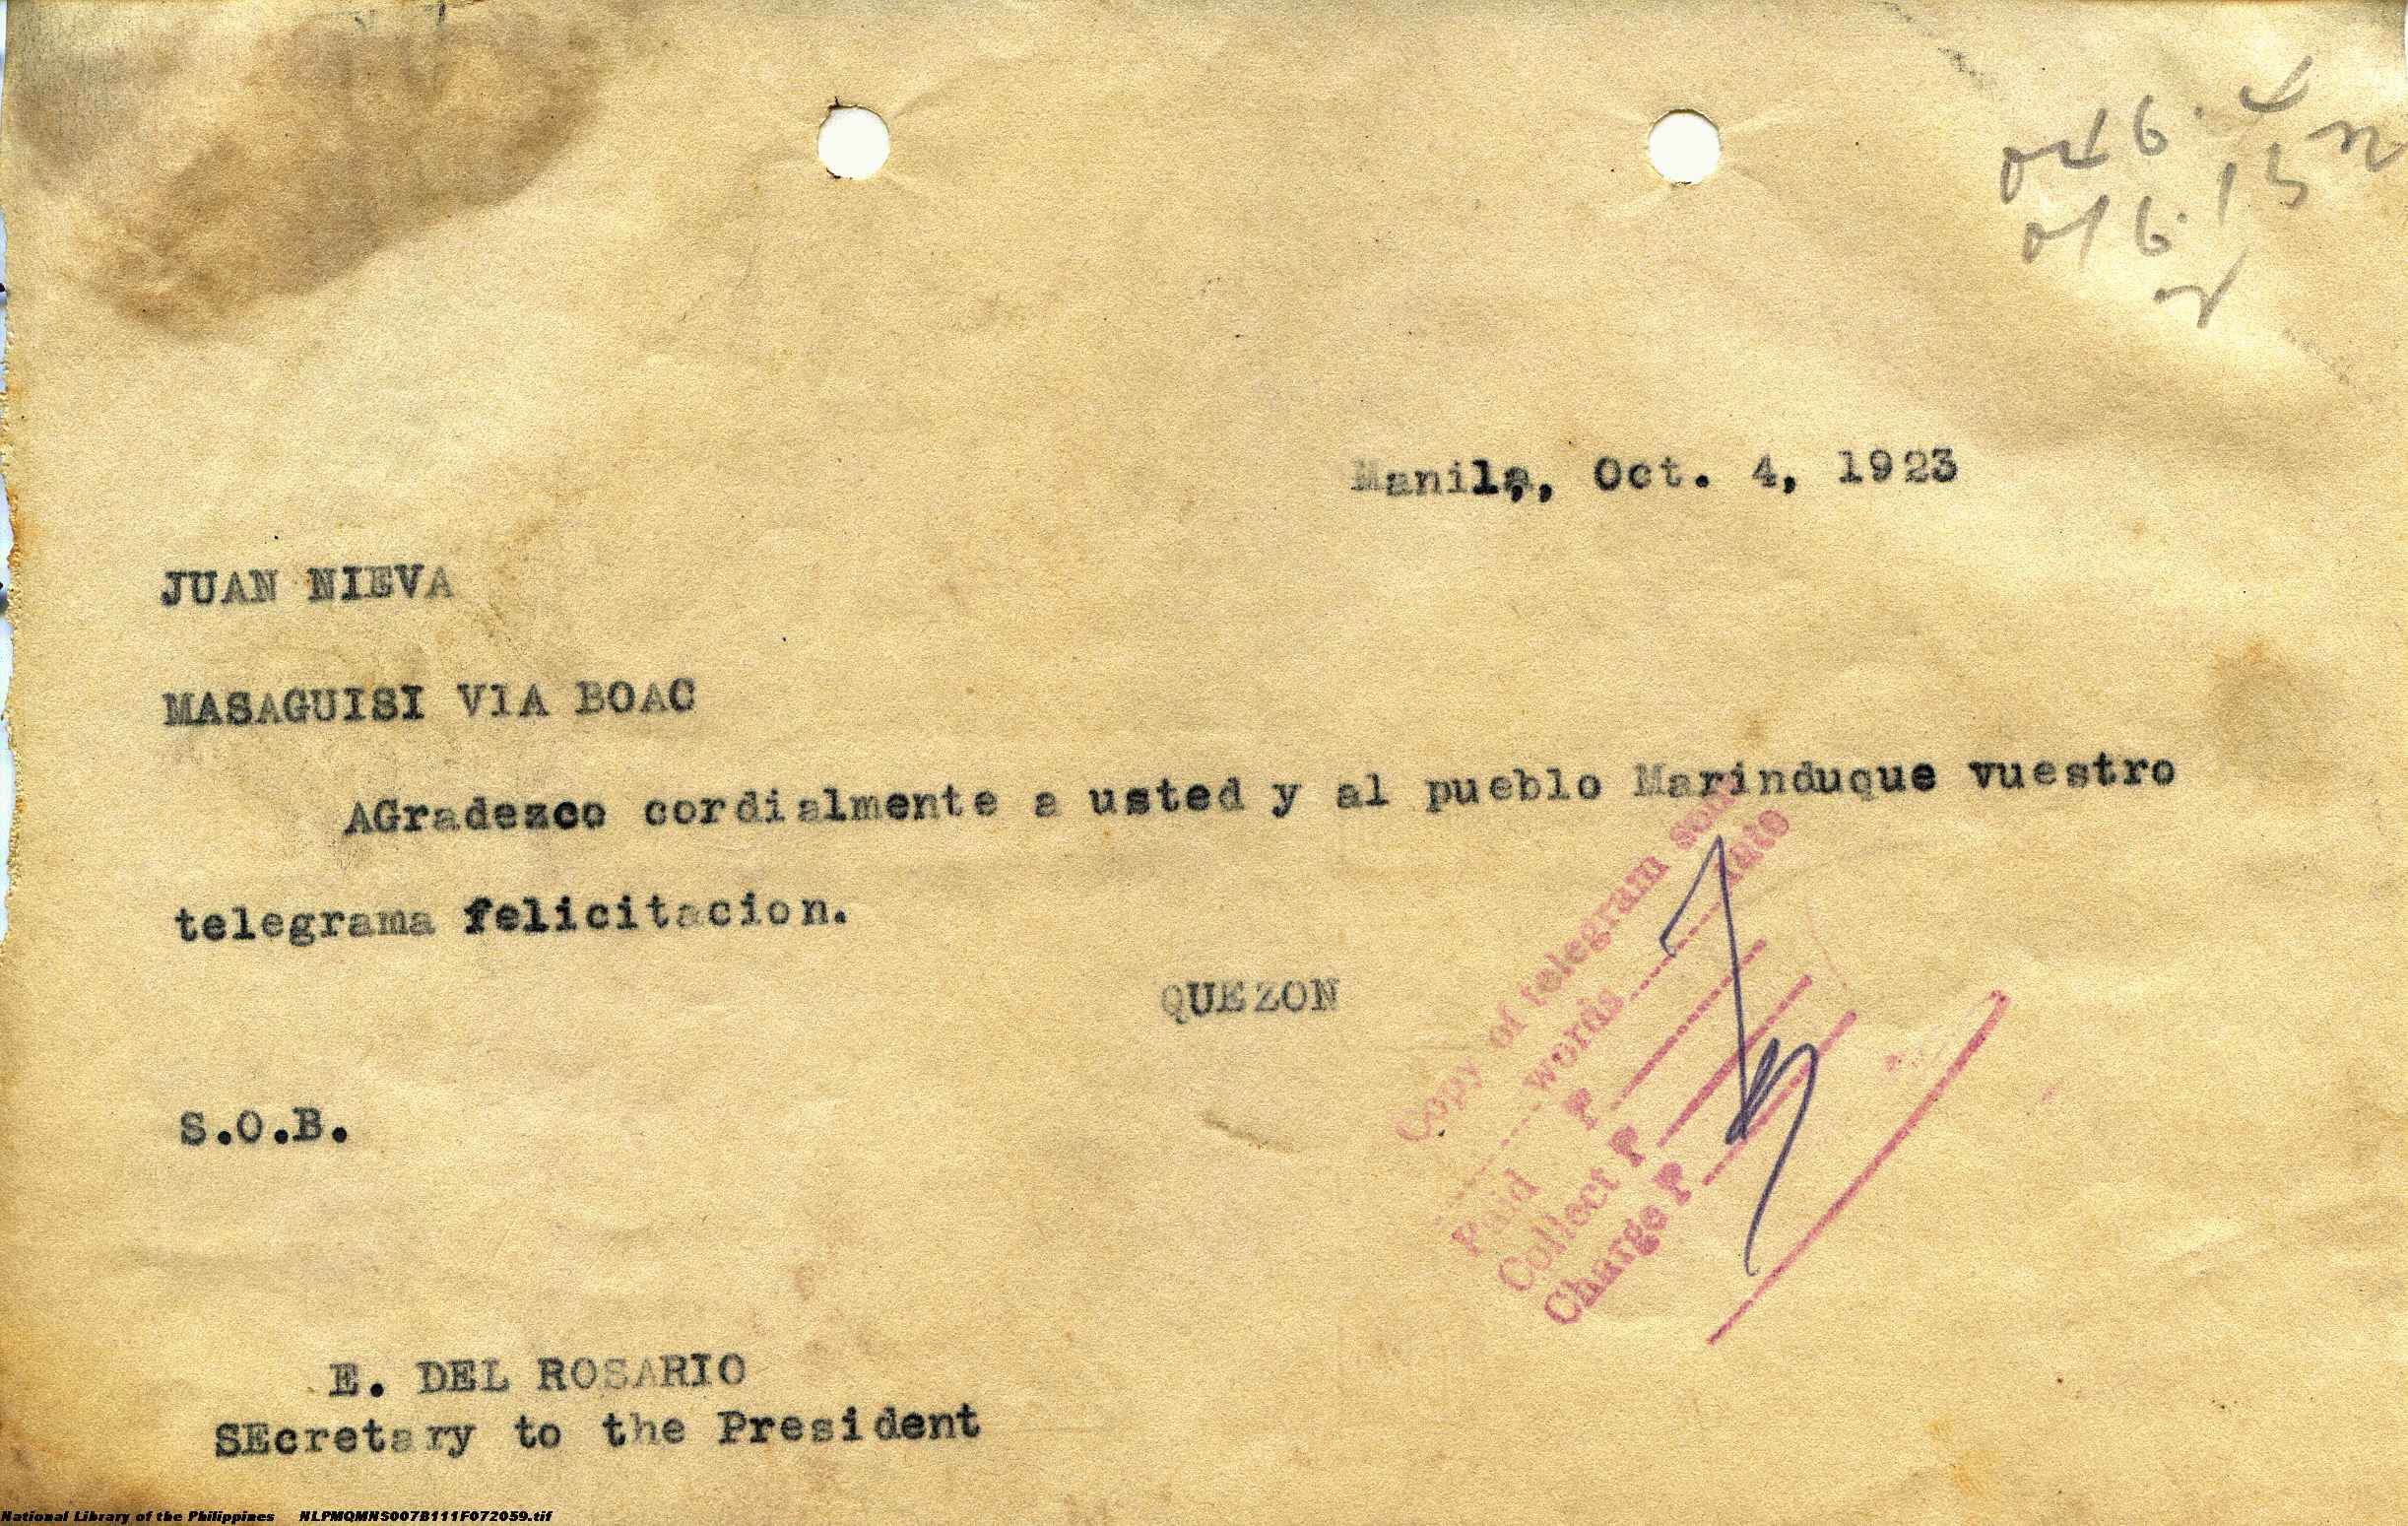 Manila, Oct. 4, 1923
JUAN NIEVA
MASAGUISI VIA BOAC
AGradezco cordialmente a usted y al pueblo Marinduque vuestro
telegrama felicitacion.
QUEZON
Copy of telegram sent
words rate
Paid P
Collect P
Charge P
S.O.B.
E. DEL ROSARIO
SEcretary to the President
National Library of the Philippines NLPMQMNS007B111F072059.tif